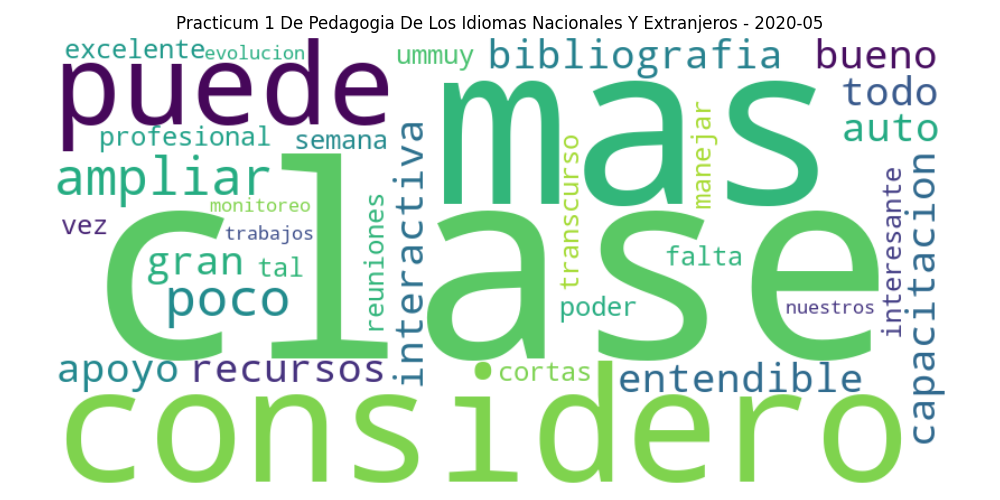 Practicum 1 De Pedagogia De Los Idiomas Nacionales Y Extranjeros - 2020-05
excelente
evolucion
ummuy
bibliografia
bueno
puede
mas
todo
auto
profesional
semana
ampliar
monitoreo
vez
trabajos
clase
gran
tal
poco
reuniones
interactiva
transcurso
manejar
falta
poder
nuestros
interesante
capacitacion
apoyo
recursos
cortas
entendible
considero